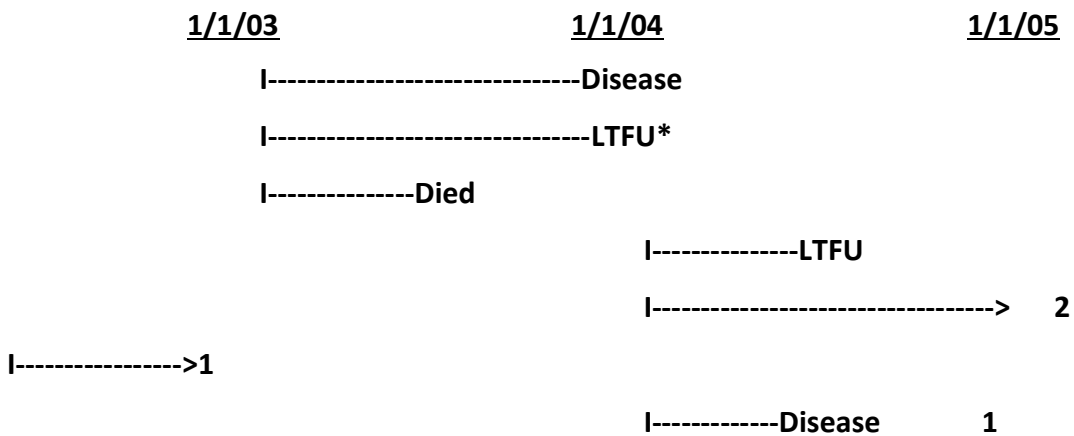 1/1/03 1/1/04 1/1/05
I--------------------------------Disease
I---------------------------------LTFU*
I---------------Died
I---------------LTFU
I-----------------------------------> 2
I----------------->1
I-------------Disease 1